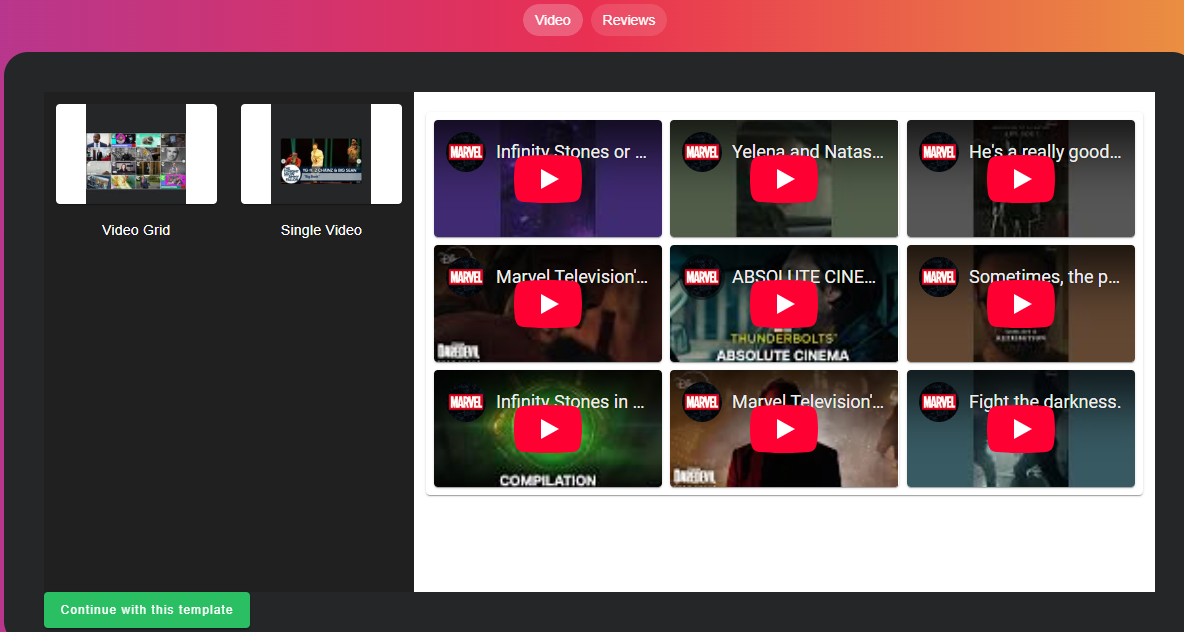 Video
Reviews
Video Grid
Single Video
MARVEL Infinity Stones or ...
MARVEL Yelena and Natas...
MARVEL He's a really good...
MARVEL Marvel Television'...
DAREDEVIL
MARVEL ABSOLUTE CINE...
THUNDERBOLTS*
ABSOLUTE CINEMA
MARVEL Sometimes, the p...
RETRIBUTION
MARVEL Infinity Stones in ...
COMPILATION
MARVEL Marvel Television'...
DAREDEVIL
MARVEL Fight the darkness.
Continue with this template